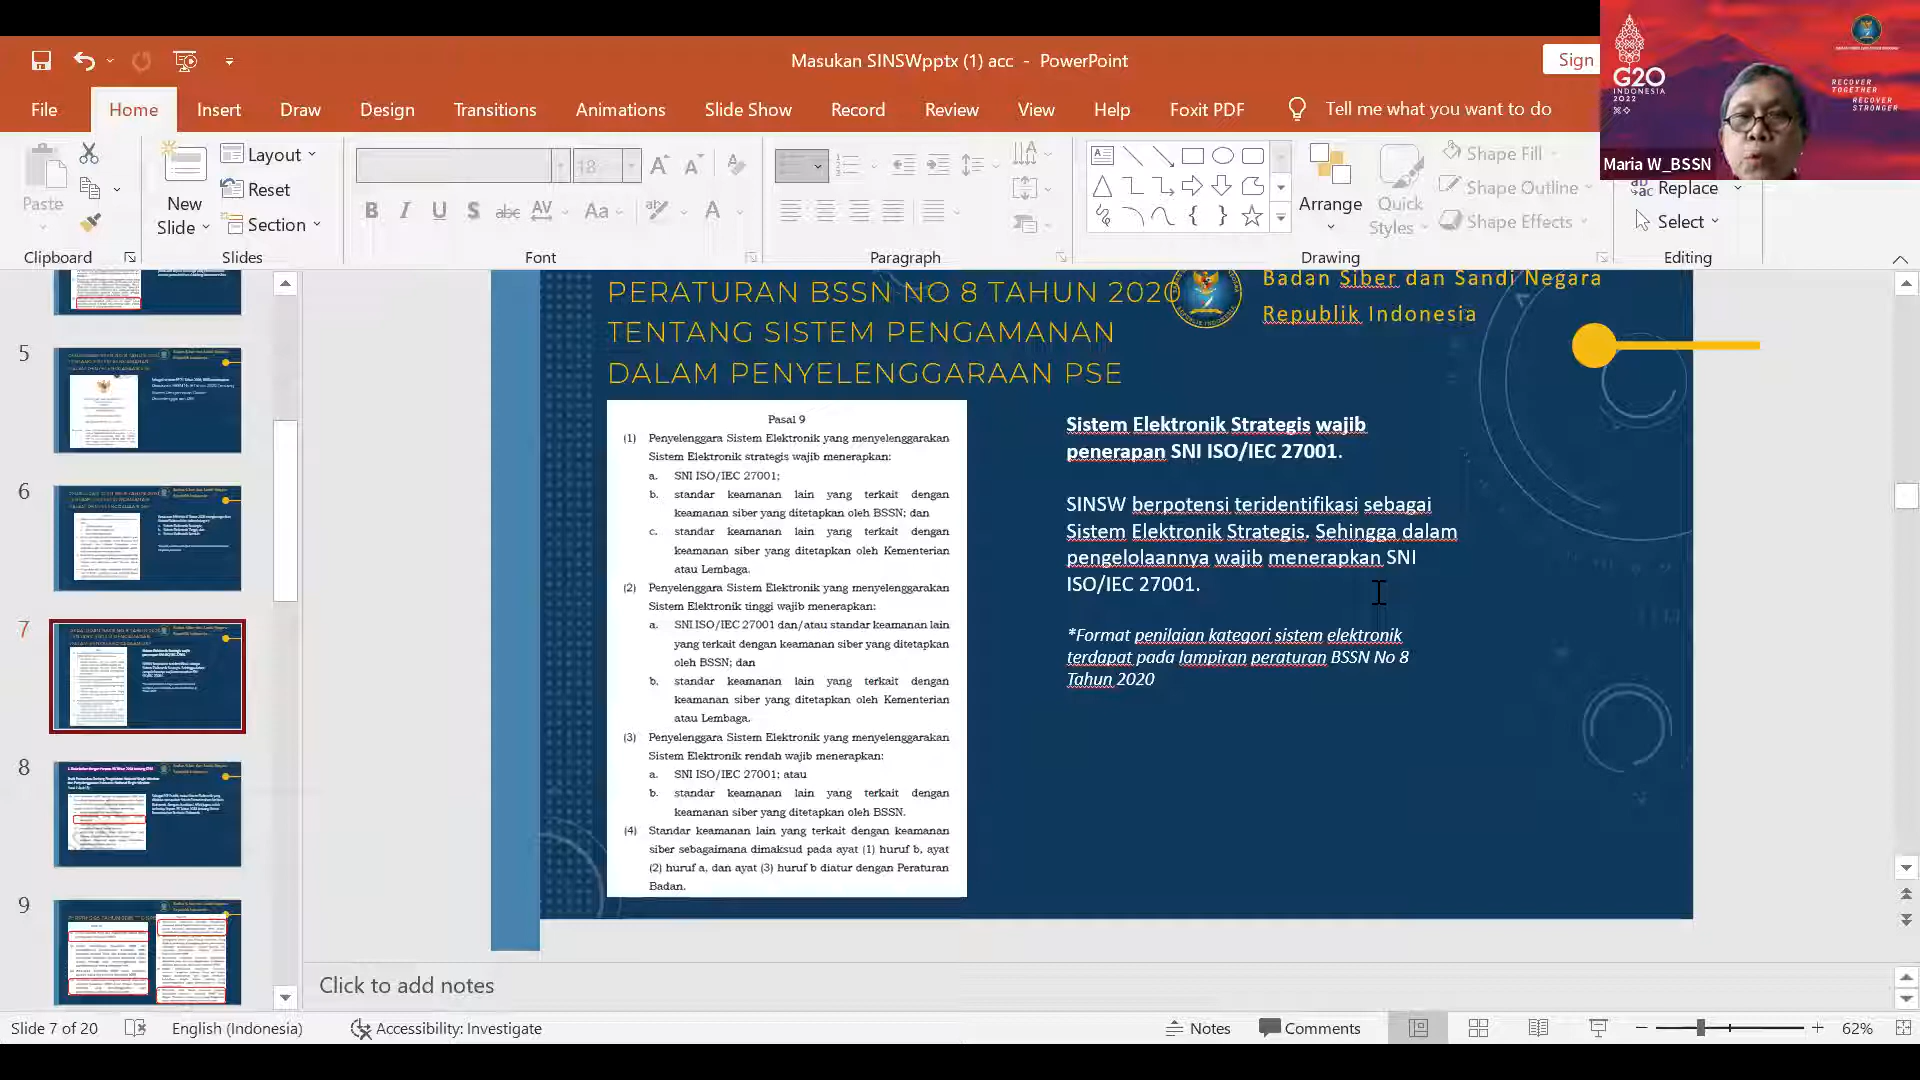 Masukan SINSWpptx (1) acc - PowerPoint
Sign
File Home Insert Draw Design Transitions Animations Slide Show Record Review View Help Foxit PDF Tell me what you want to do
G20
INDONESIA
2022
RECOVER
TOGETHER
RECOVER
STRONGER
Maria W_BSSN
Paste
New
Slide
Layout
Reset
Section
18
Arrange
Quick
Styles
Shape Fill
Shape Outline
Shape Effects
Replace
Select
Clipboard Slides Font Paragraph Drawing Editing
5
6
7
8
9
PERATURAN BSSN NO 8 TAHUN 2020
TENTANG SISTEM PENGAMANAN
DALAM PENYELENGGARAAN PSE
Badan Siber dan Sandi Negara
Republik Indonesia
Pasal 9
(1) Penyelenggara Sistem Elektronik yang menyelenggarakan
Sistem Elektronik strategis wajib menerapkan:
a. SNI ISO/IEC 27001;
b. standar keamanan lain yang terkait dengan
keamanan siber yang ditetapkan oleh BSSN; dan
c. standar keamanan lain yang terkait dengan
keamanan siber yang ditetapkan oleh Kementerian
atau Lembaga.
(2) Penyelenggara Sistem Elektronik yang menyelenggarakan
Sistem Elektronik tinggi wajib menerapkan:
a. SNI ISO/IEC 27001 dan/atau standar keamanan lain
yang terkait dengan keamanan siber yang ditetapkan
oleh BSSN; dan
b. standar keamanan lain yang terkait dengan
keamanan siber yang ditetapkan oleh Kementerian
atau Lembaga.
(3) Penyelenggara Sistem Elektronik yang menyelenggarakan
Sistem Elektronik rendah wajib menerapkan:
a. SNI ISO/IEC 27001; atau
b. standar keamanan lain yang terkait dengan
keamanan siber yang ditetapkan oleh BSSN.
(4) Standar keamanan lain yang terkait dengan keamanan
siber sebagaimana dimaksud pada ayat (1) huruf b, ayat
(2) huruf a, dan ayat (3) huruf b diatur dengan Peraturan
Badan.
Sistem Elektronik Strategis wajib
penerapan SNI ISO/IEC 27001.
SINSW berpotensi teridentifikasi sebagai
Sistem Elektronik Strategis. Sehingga dalam
pengelolaannya wajib menerapkan SNI
ISO/IEC 27001.
*Format penilaian kategori sistem elektronik
terdapat pada lampiran peraturan BSSN No 8
Tahun 2020
Click to add notes
Slide 7 of 20 English (Indonesia) Accessibility: Investigate Notes Comments 62%